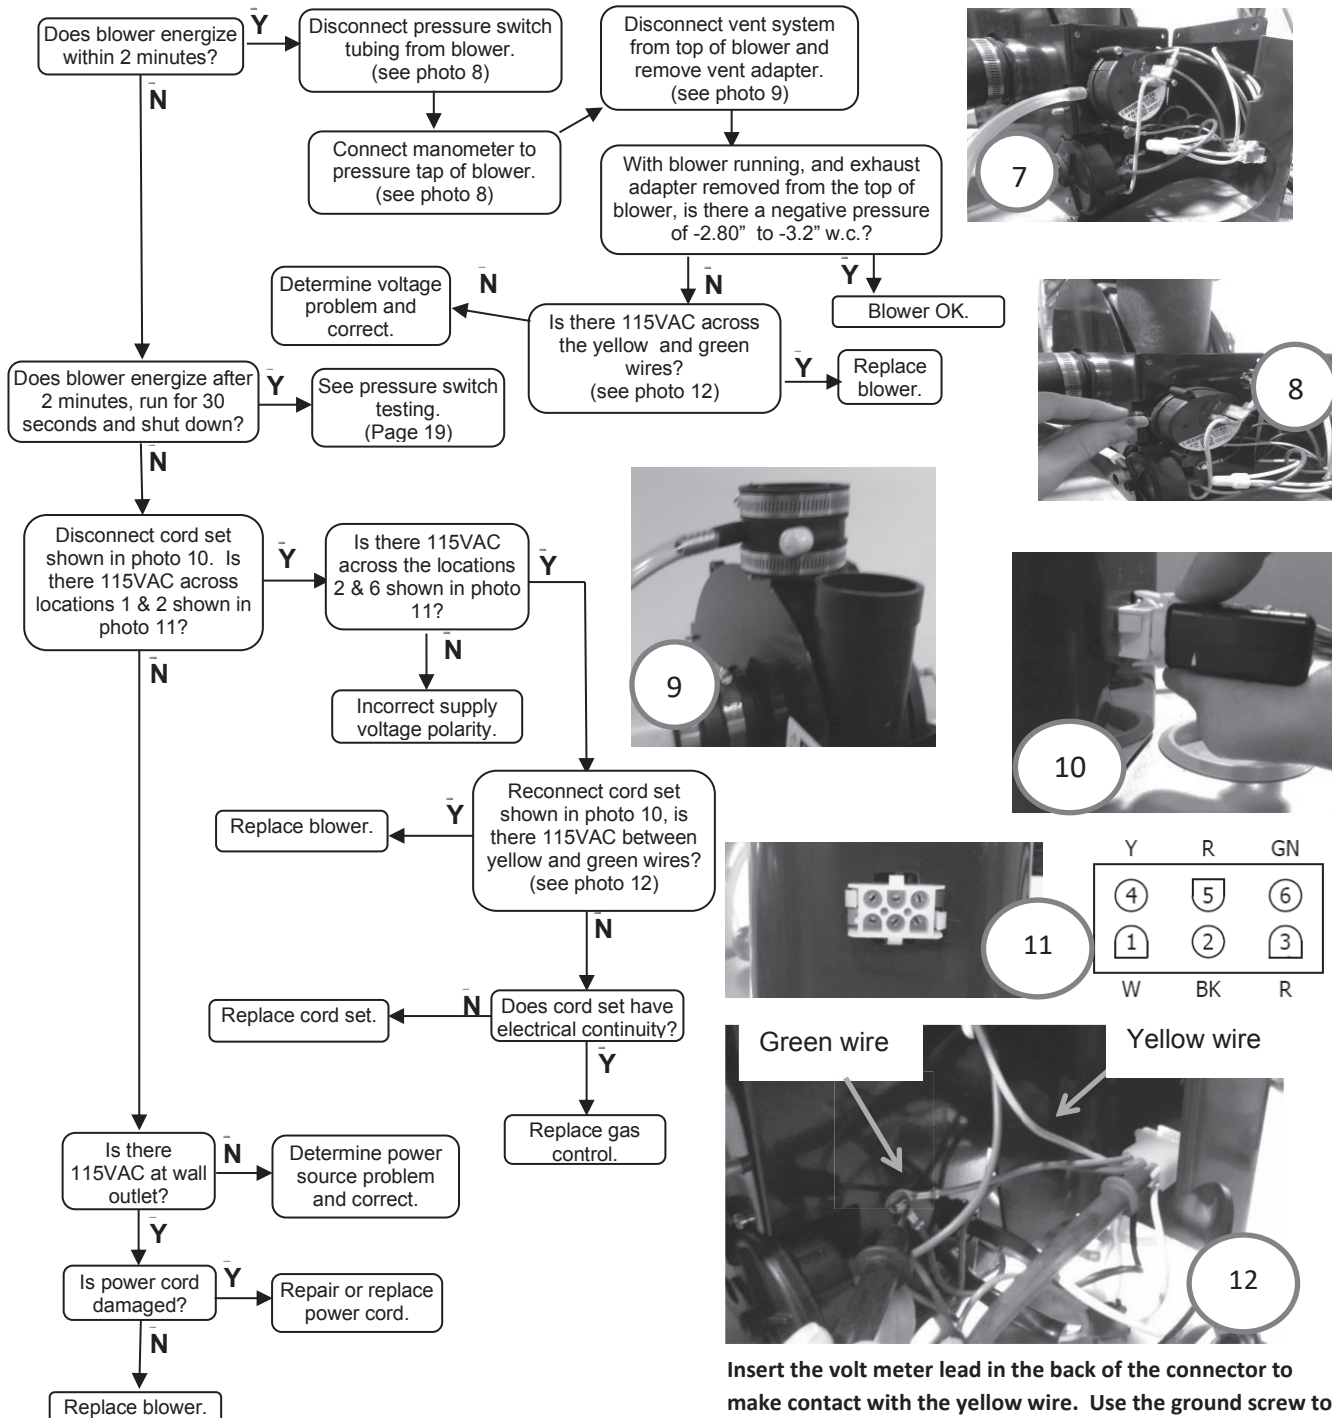 Does blower energize
within 2 minutes?
Y
N
Disconnect pressure switch
tubing from blower.
(see photo 8)
Connect manometer to
pressure tap of blower.
(see photo 8)
Disconnect vent system
from top of blower and
remove vent adapter.
(see photo 9)
With blower running, and exhaust
adapter removed from the top of
blower, is there a negative pressure
of -2.80” to -3.2” w.c.?
N
Y
Blower OK.
Is there 115VAC across
the yellow and green
wires?
(see photo 12)
N
Determine voltage
problem and
correct.
Y
Replace
blower.
Does blower energize after
2 minutes, run for 30
seconds and shut down?
Y
See pressure switch
testing.
(Page 19)
N
Disconnect cord set
shown in photo 10. Is
there 115VAC across
locations 1 & 2 shown in
photo 11?
Y
N
Is there 115VAC
across the locations
2 & 6 shown in photo
11?
Y
N
Incorrect supply
voltage polarity.
Reconnect cord set
shown in photo 10, is
there 115VAC between
yellow and green wires?
(see photo 12)
Y
Replace blower.
N
Does cord set have
electrical continuity?
N
Replace cord set.
Y
Replace gas
control.
Is there
115VAC at wall
outlet?
N
Determine power
source problem
and correct.
Y
Is power cord
damaged?
Y
Repair or replace
power cord.
N
Replace blower.
7
8
9
10
11
Y R GN
4 5 6
1 2 3
W BK R
Green wire
Yellow wire
12
Insert the volt meter lead in the back of the connector to
make contact with the yellow wire. Use the ground screw to